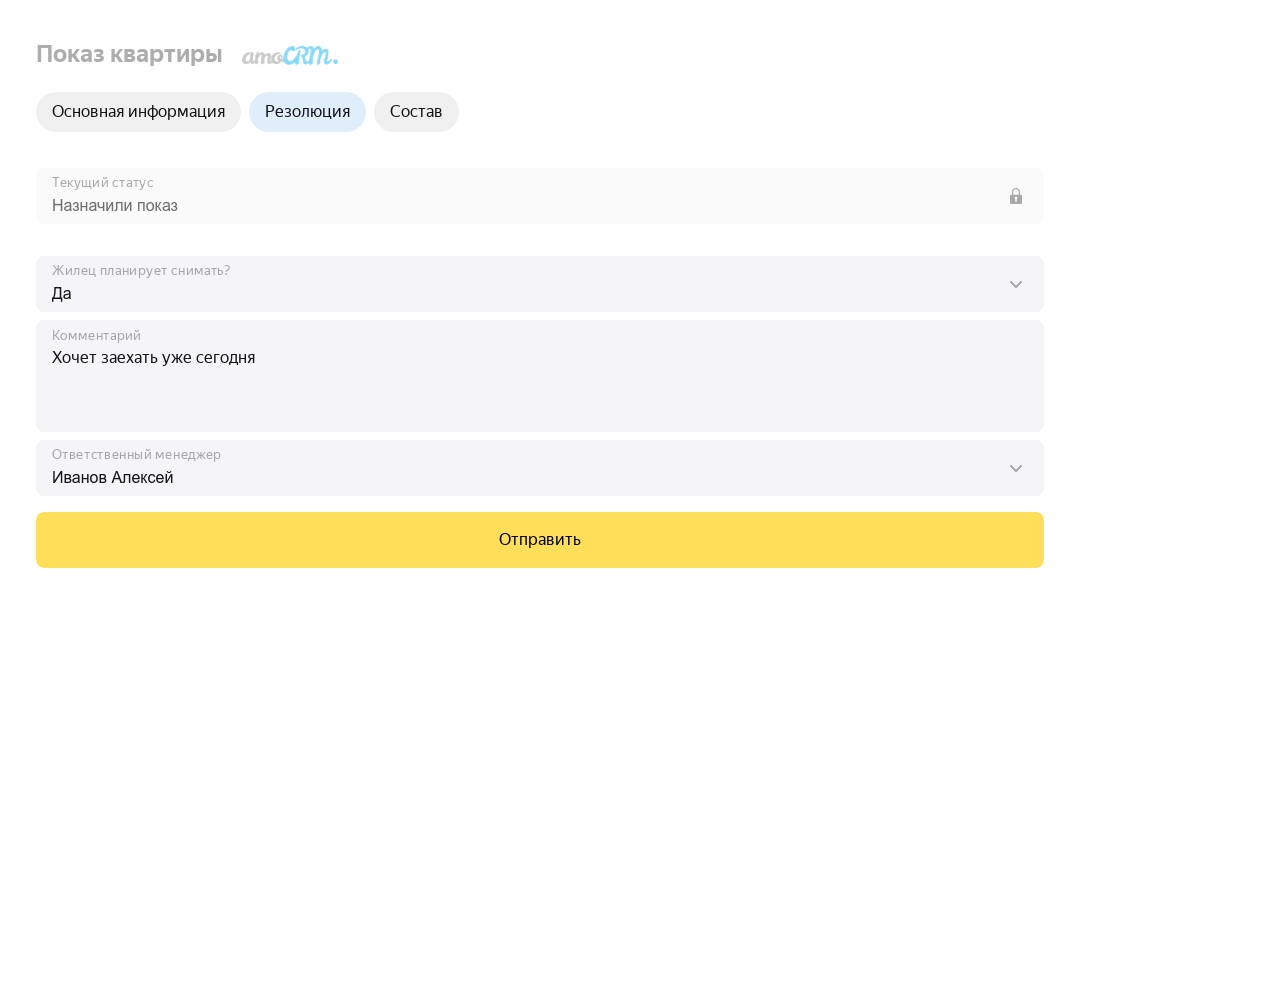 Показ квартиры amoCRM.
Основная информация Резолюция Состав
Текущий статус
Назначили показ
Жилец планирует снимать?
Да
Комментарий
Хочет заехать уже сегодня
Ответственный менеджер
Иванов Алексей
Отправить